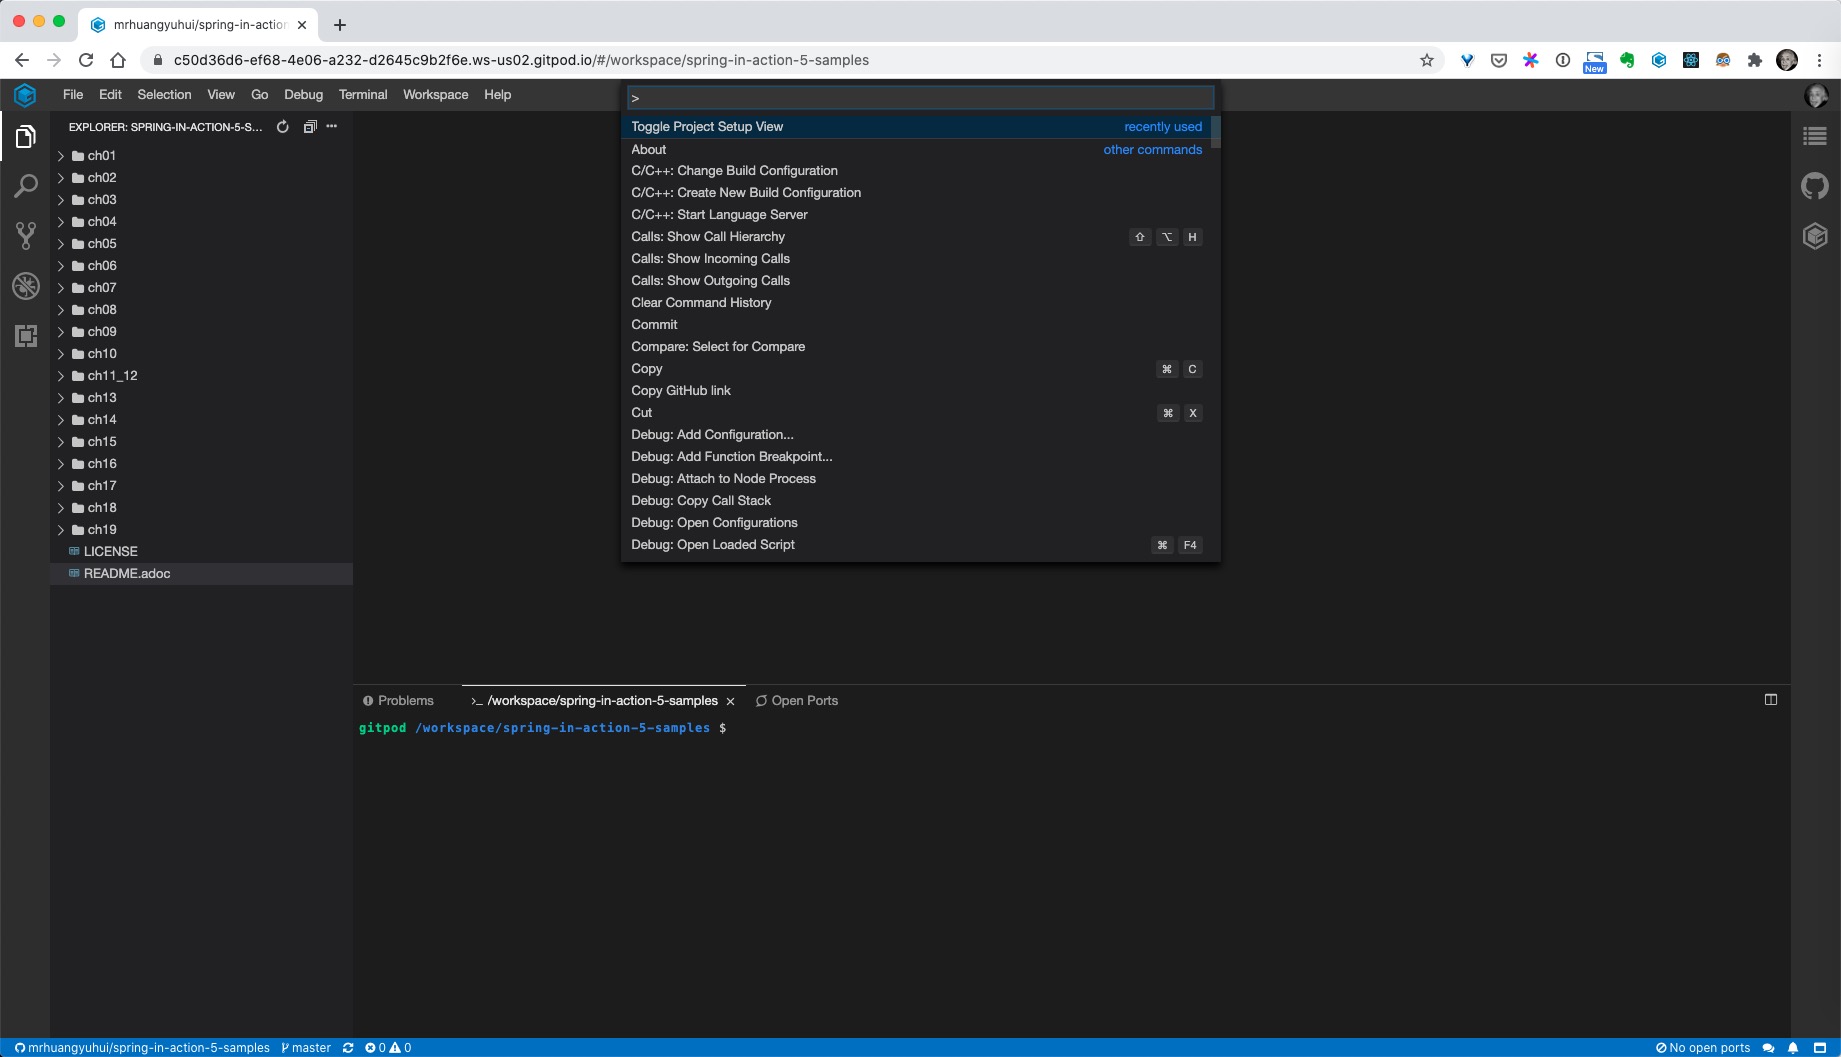 mrhuangyuhui/spring-in-action
c50d36d6-ef68-4e06-a232-d2645c9b2f6e.ws-us02.gitpod.io/#/workspace/spring-in-action-5-samples
New
File Edit Selection View Go Debug Terminal Workspace Help
>
EXPLORER: SPRING-IN-ACTION-5-S...
ch01
ch02
ch03
ch04
ch05
ch06
ch07
ch08
ch09
ch10
ch11_12
ch13
ch14
ch15
ch16
ch17
ch18
ch19
LICENSE
README.adoc
Toggle Project Setup View recently used
About other commands
C/C++: Change Build Configuration
C/C++: Create New Build Configuration
C/C++: Start Language Server
Calls: Show Call Hierarchy ⇧ ⌥ H
Calls: Show Incoming Calls
Calls: Show Outgoing Calls
Clear Command History
Commit
Compare: Select for Compare
Copy ⌘ C
Copy GitHub link
Cut ⌘ X
Debug: Add Configuration...
Debug: Add Function Breakpoint...
Debug: Attach to Node Process
Debug: Copy Call Stack
Debug: Open Configurations
Debug: Open Loaded Script ⌘ F4
Problems >_ /workspace/spring-in-action-5-samples × Open Ports
gitpod /workspace/spring-in-action-5-samples $
mrhuangyuhui/spring-in-action-5-samples master 0 0 No open ports